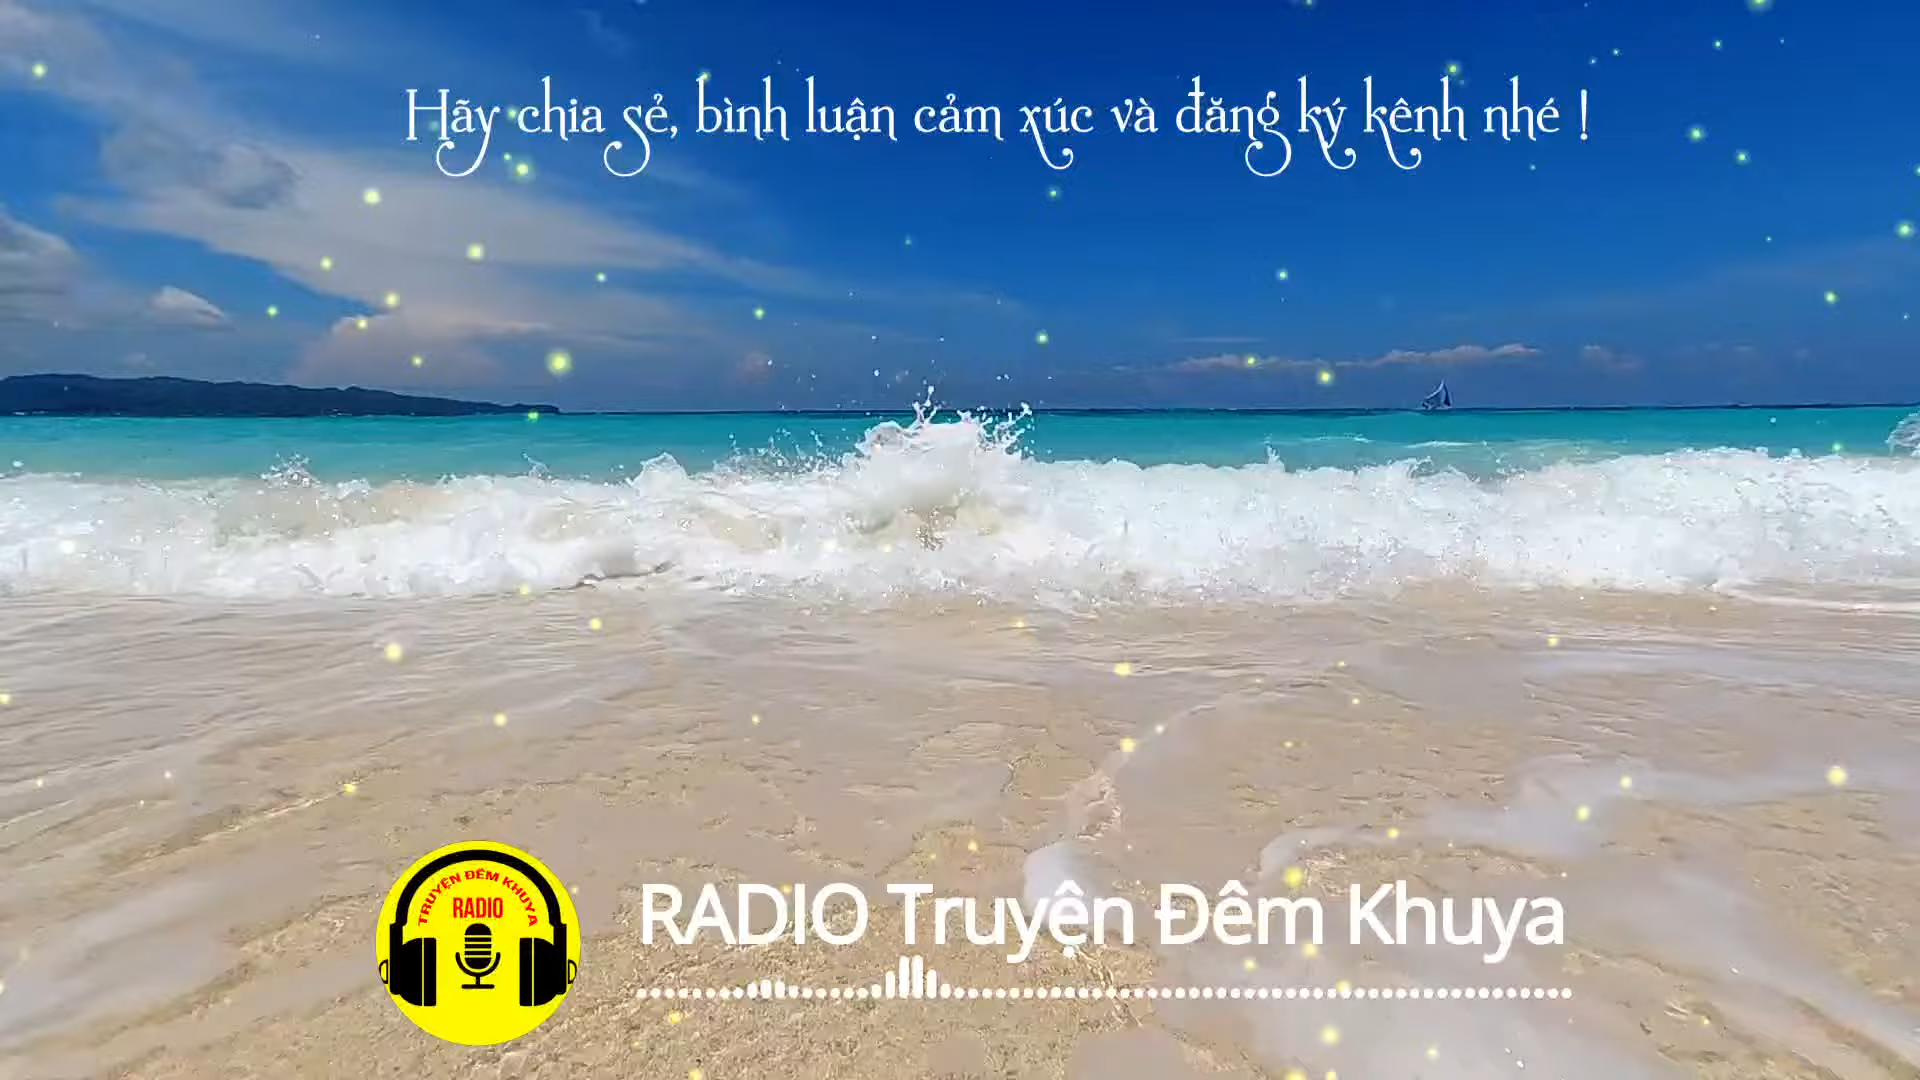 Hãy chia sẻ, bình luận cảm xúc và đăng ký kênh nhé !
TRUYỆN ĐÊM KHUYA
RADIO
RADIO Truyện Đêm Khuya